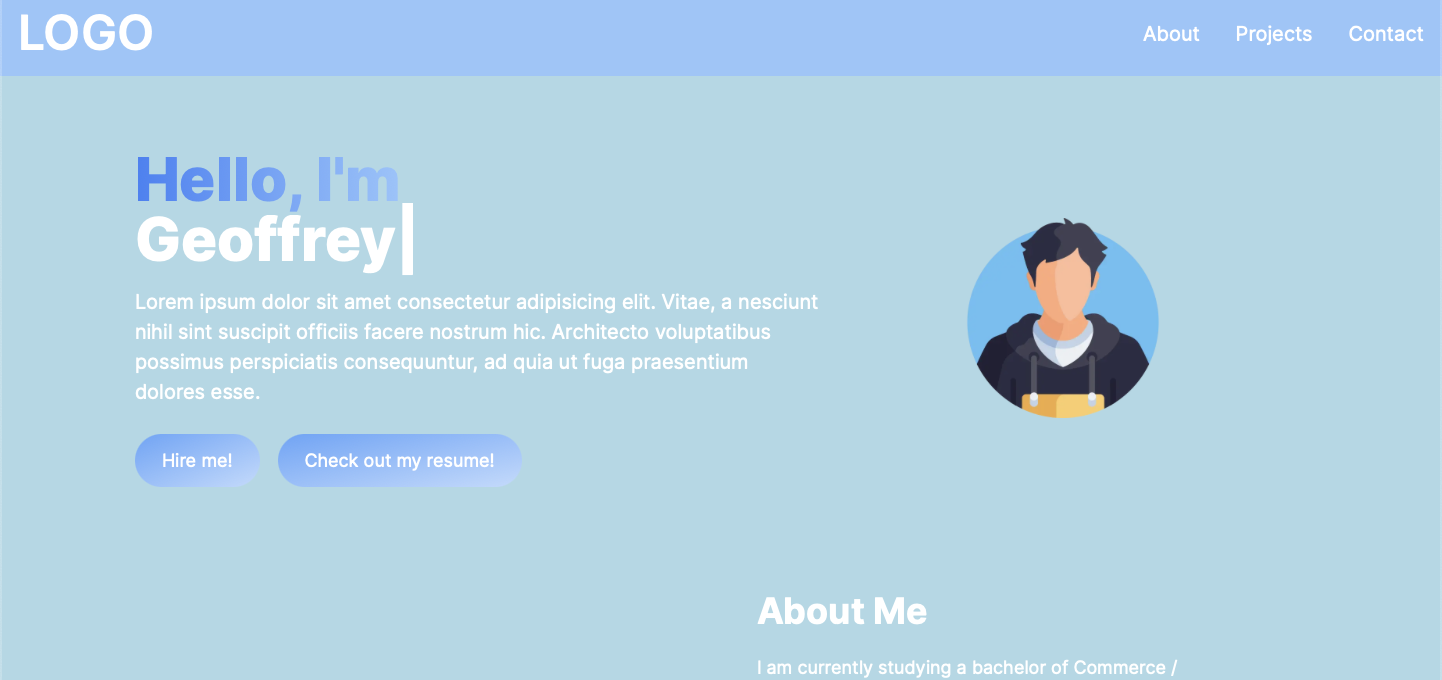 LOGO
About Projects Contact
Hello, I'm
Geoffrey
Lorem ipsum dolor sit amet consectetur adipisicing elit. Vitae, a nesciunt
nihil sint suscipit officiis facere nostrum hic. Architecto voluptatibus
possimus perspiciatis consequuntur, ad quia ut fuga praesentium
dolores esse.
Hire me! Check out my resume!
About Me
I am currently studying a bachelor of Commerce /